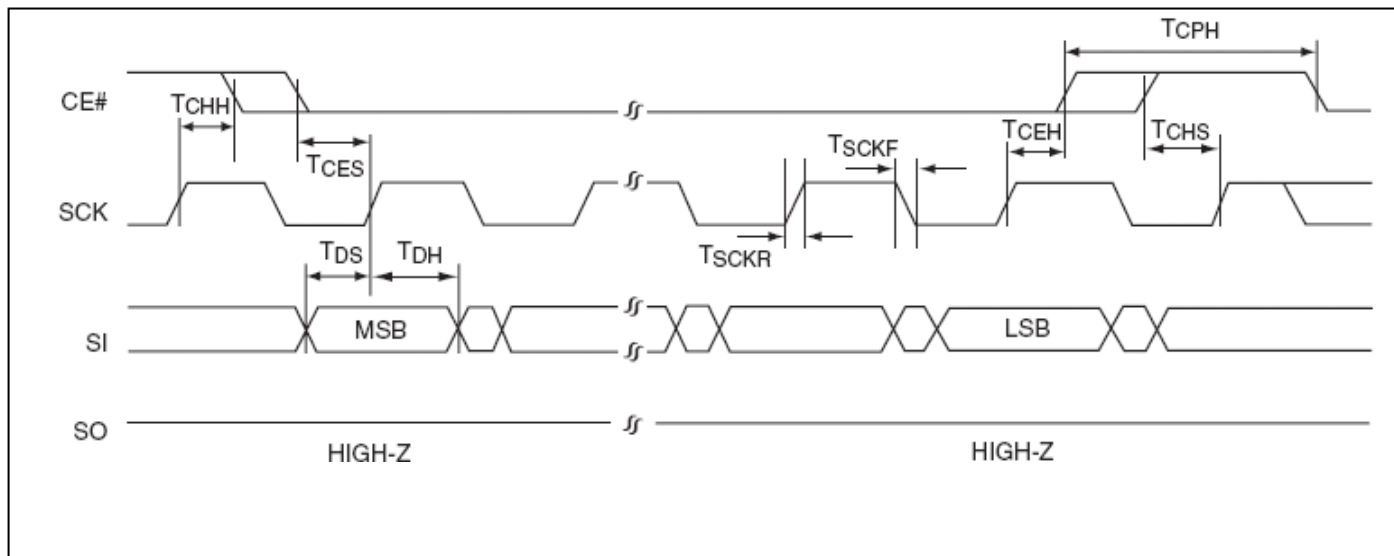 TCPH
CE#
TCHH
TCES
TSCKF
TCEH
TCHS
SCK
TDS
TDH
TSCKR
SI
MSB
LSB
SO
HIGH-Z
HIGH-Z